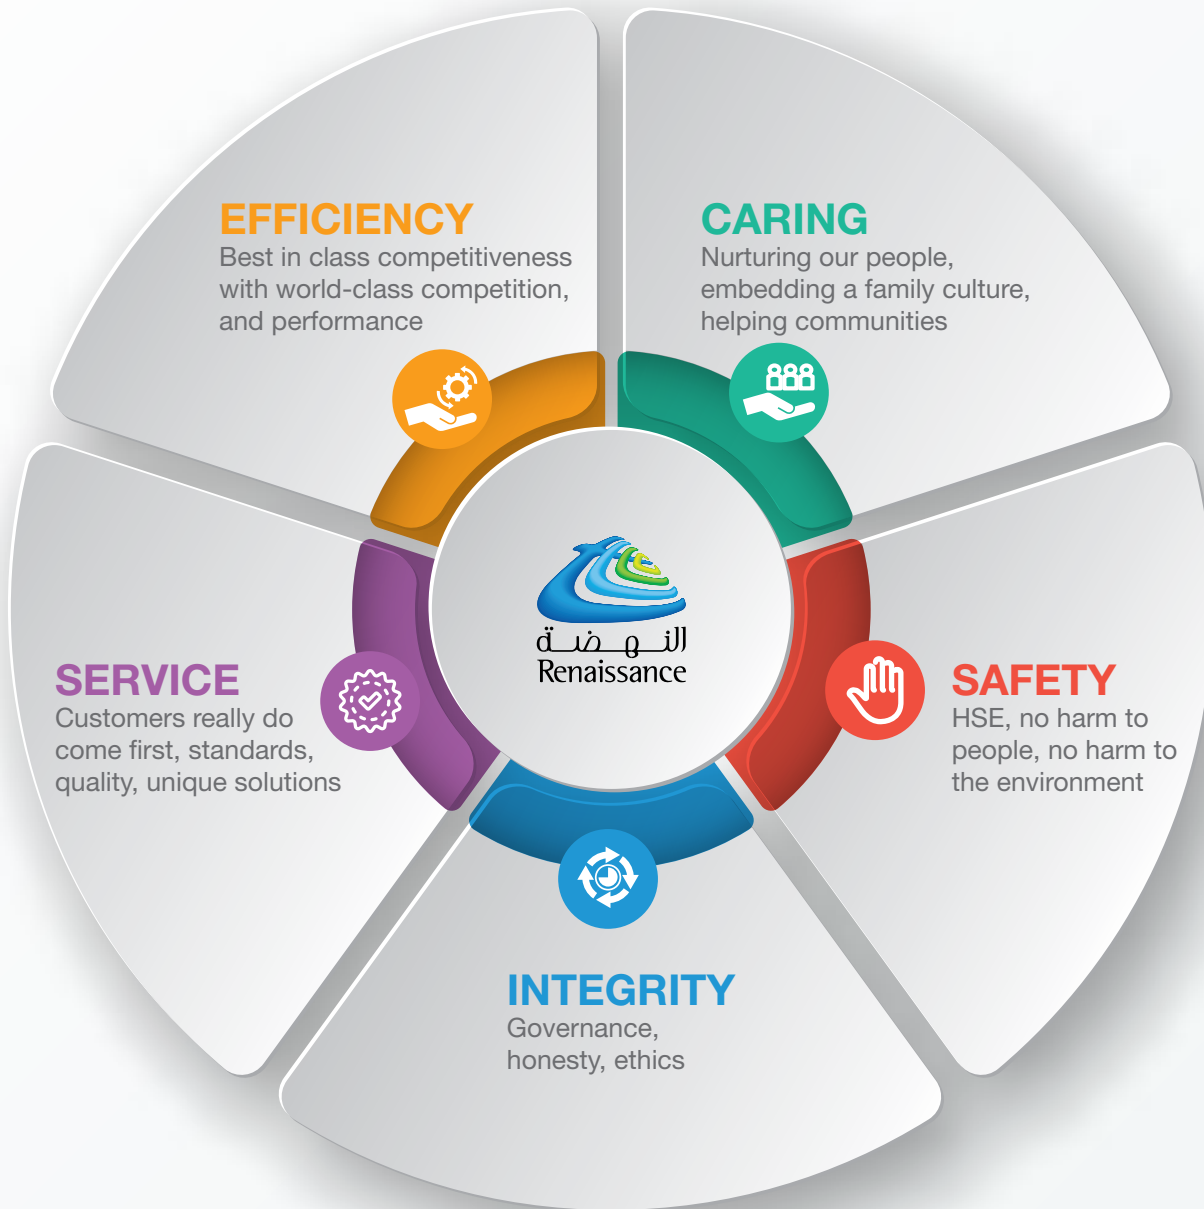 EFFICIENCY
Best in class competitiveness
with world-class competition,
and performance
CARING
Nurturing our people,
embedding a family culture,
helping communities
النهضة
Renaissance
SERVICE
Customers really do
come first, standards,
quality, unique solutions
SAFETY
HSE, no harm to
people, no harm to
the environment
INTEGRITY
Governance,
honesty, ethics